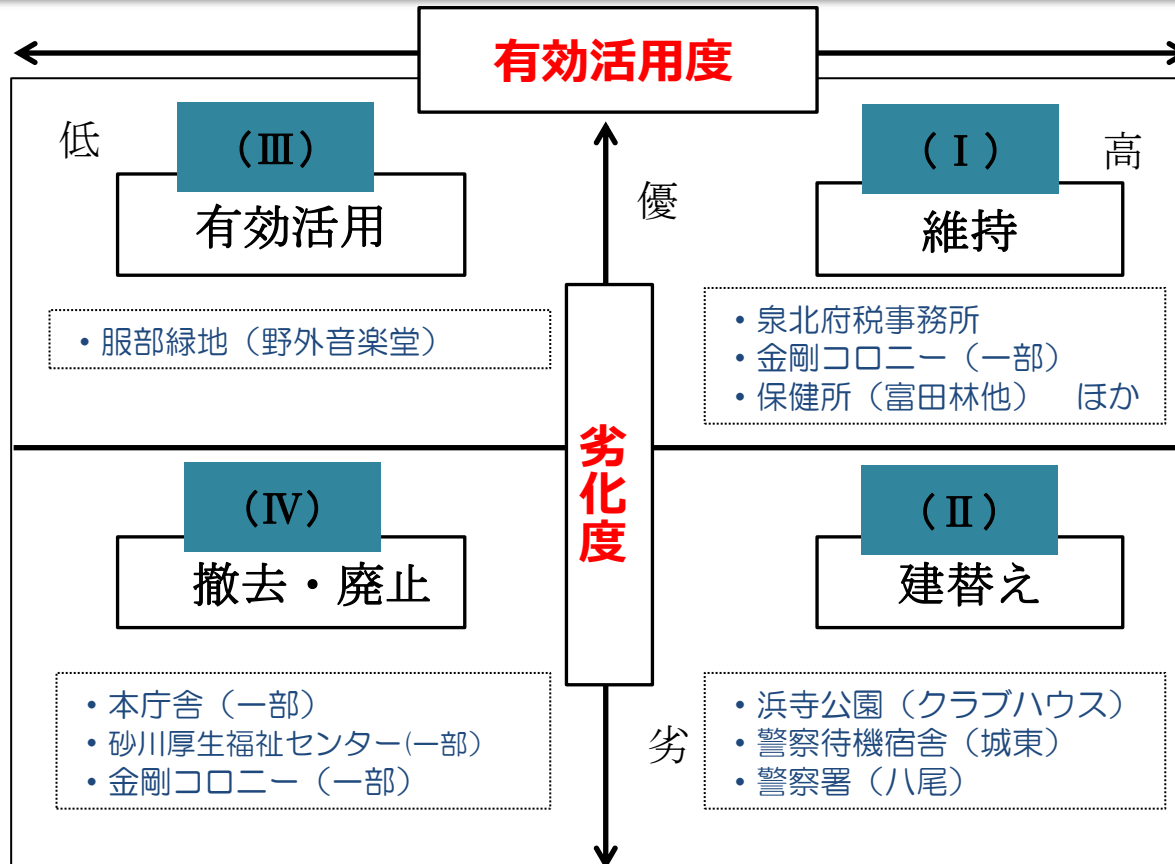 有効活用度
低
(Ⅲ)
有効活用
優
(Ⅰ)
高
維持
・服部緑地（野外音楽堂）
・泉北府税事務所
・金剛コロニー（一部）
・保健所（富田林他）　ほか
劣化度
(Ⅳ)
撤去・廃止
(Ⅱ)
建替え
・本庁舎（一部）
・砂川厚生福祉センター(一部）
・金剛コロニー（一部）
劣
・浜寺公園（クラブハウス）
・警察待機宿舎（城東）
・警察署（八尾）